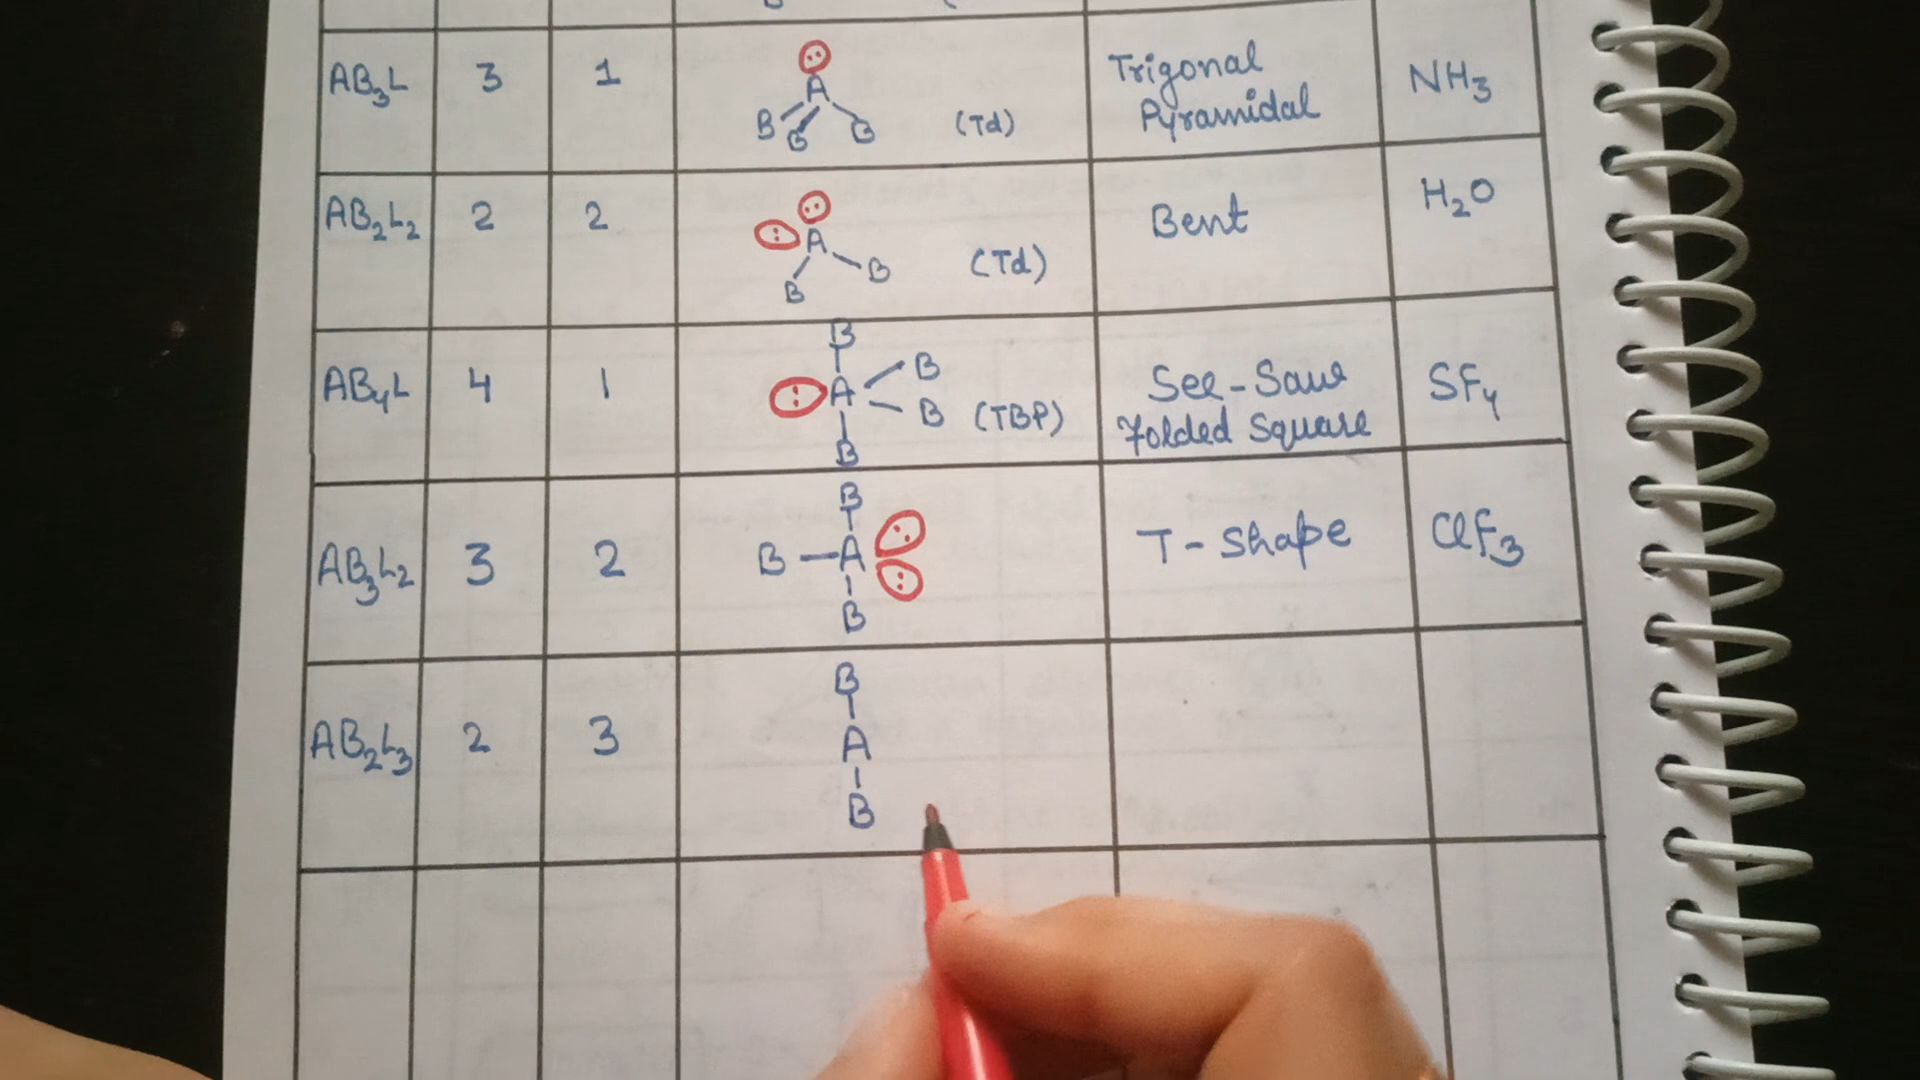 AB3L 3 1 A B B B (Td) Trigonal Pyramidal NH3
AB2L2 2 2 A B B (Td) Bent H2O
AB4L 4 1 B A B B B (TBP) See-Saw Folded Square SF4
AB3L2 3 2 B B-A B T-Shape ClF3
AB2L3 2 3 B A B